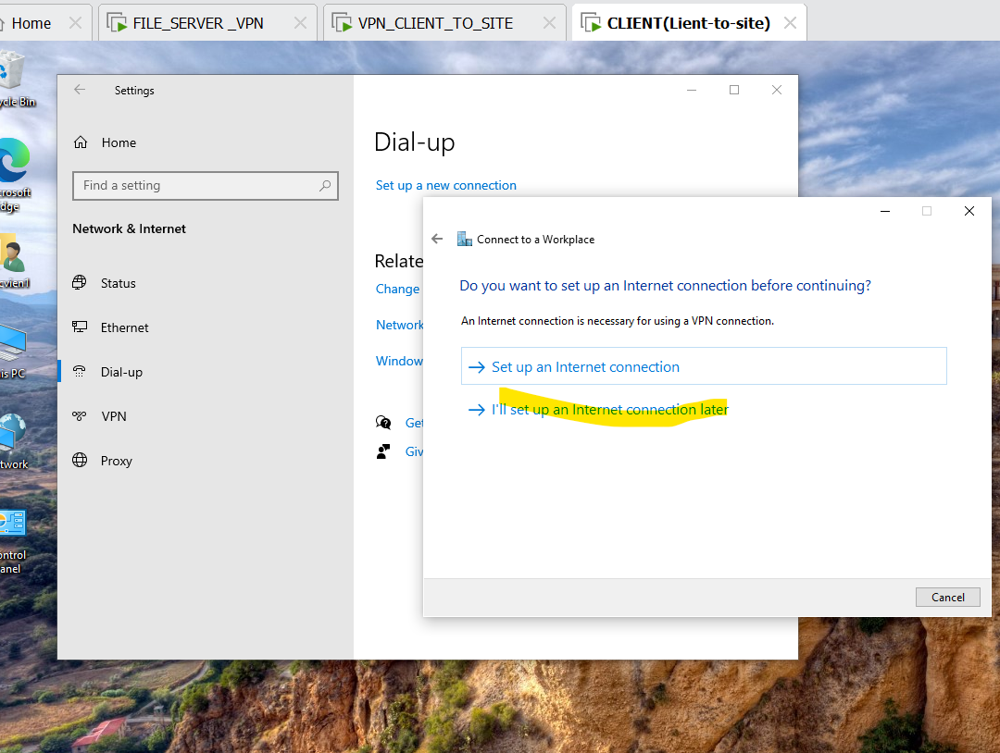 Home
FILE_SERVER _VPN
VPN_CLIENT_TO_SITE
CLIENT(Lient-to-site)
Settings
Home
Find a setting
Network & Internet
Status
Ethernet
Dial-up
VPN
Proxy
Dial-up
Set up a new connection
Relate
Change
Network
Window
Get
Giv
Connect to a Workplace
Do you want to set up an Internet connection before continuing?
An Internet connection is necessary for using a VPN connection.
Set up an Internet connection
I'll set up an Internet connection later
Cancel
ycle Bin
rosoft
dge
cvien1
is PC
twork
ontrol
anel